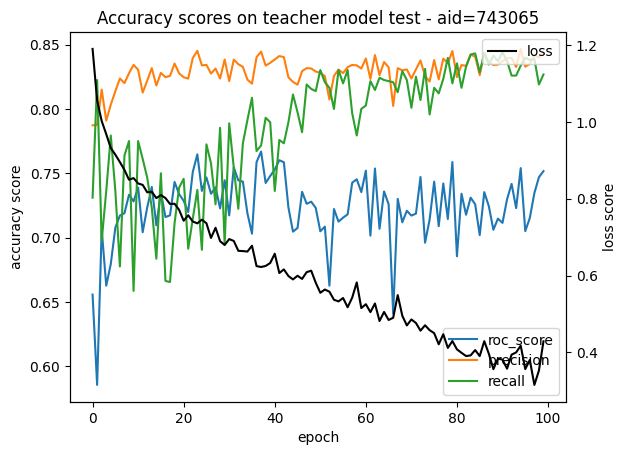 Accuracy scores on teacher model test - aid=743065
loss
0.85
0.80
0.75
0.70
0.65
0.60
accuracy score
1.2
1.0
0.8
0.6
0.4
loss score
roc_score
precision
recall
0
20
40
60
80
100
epoch